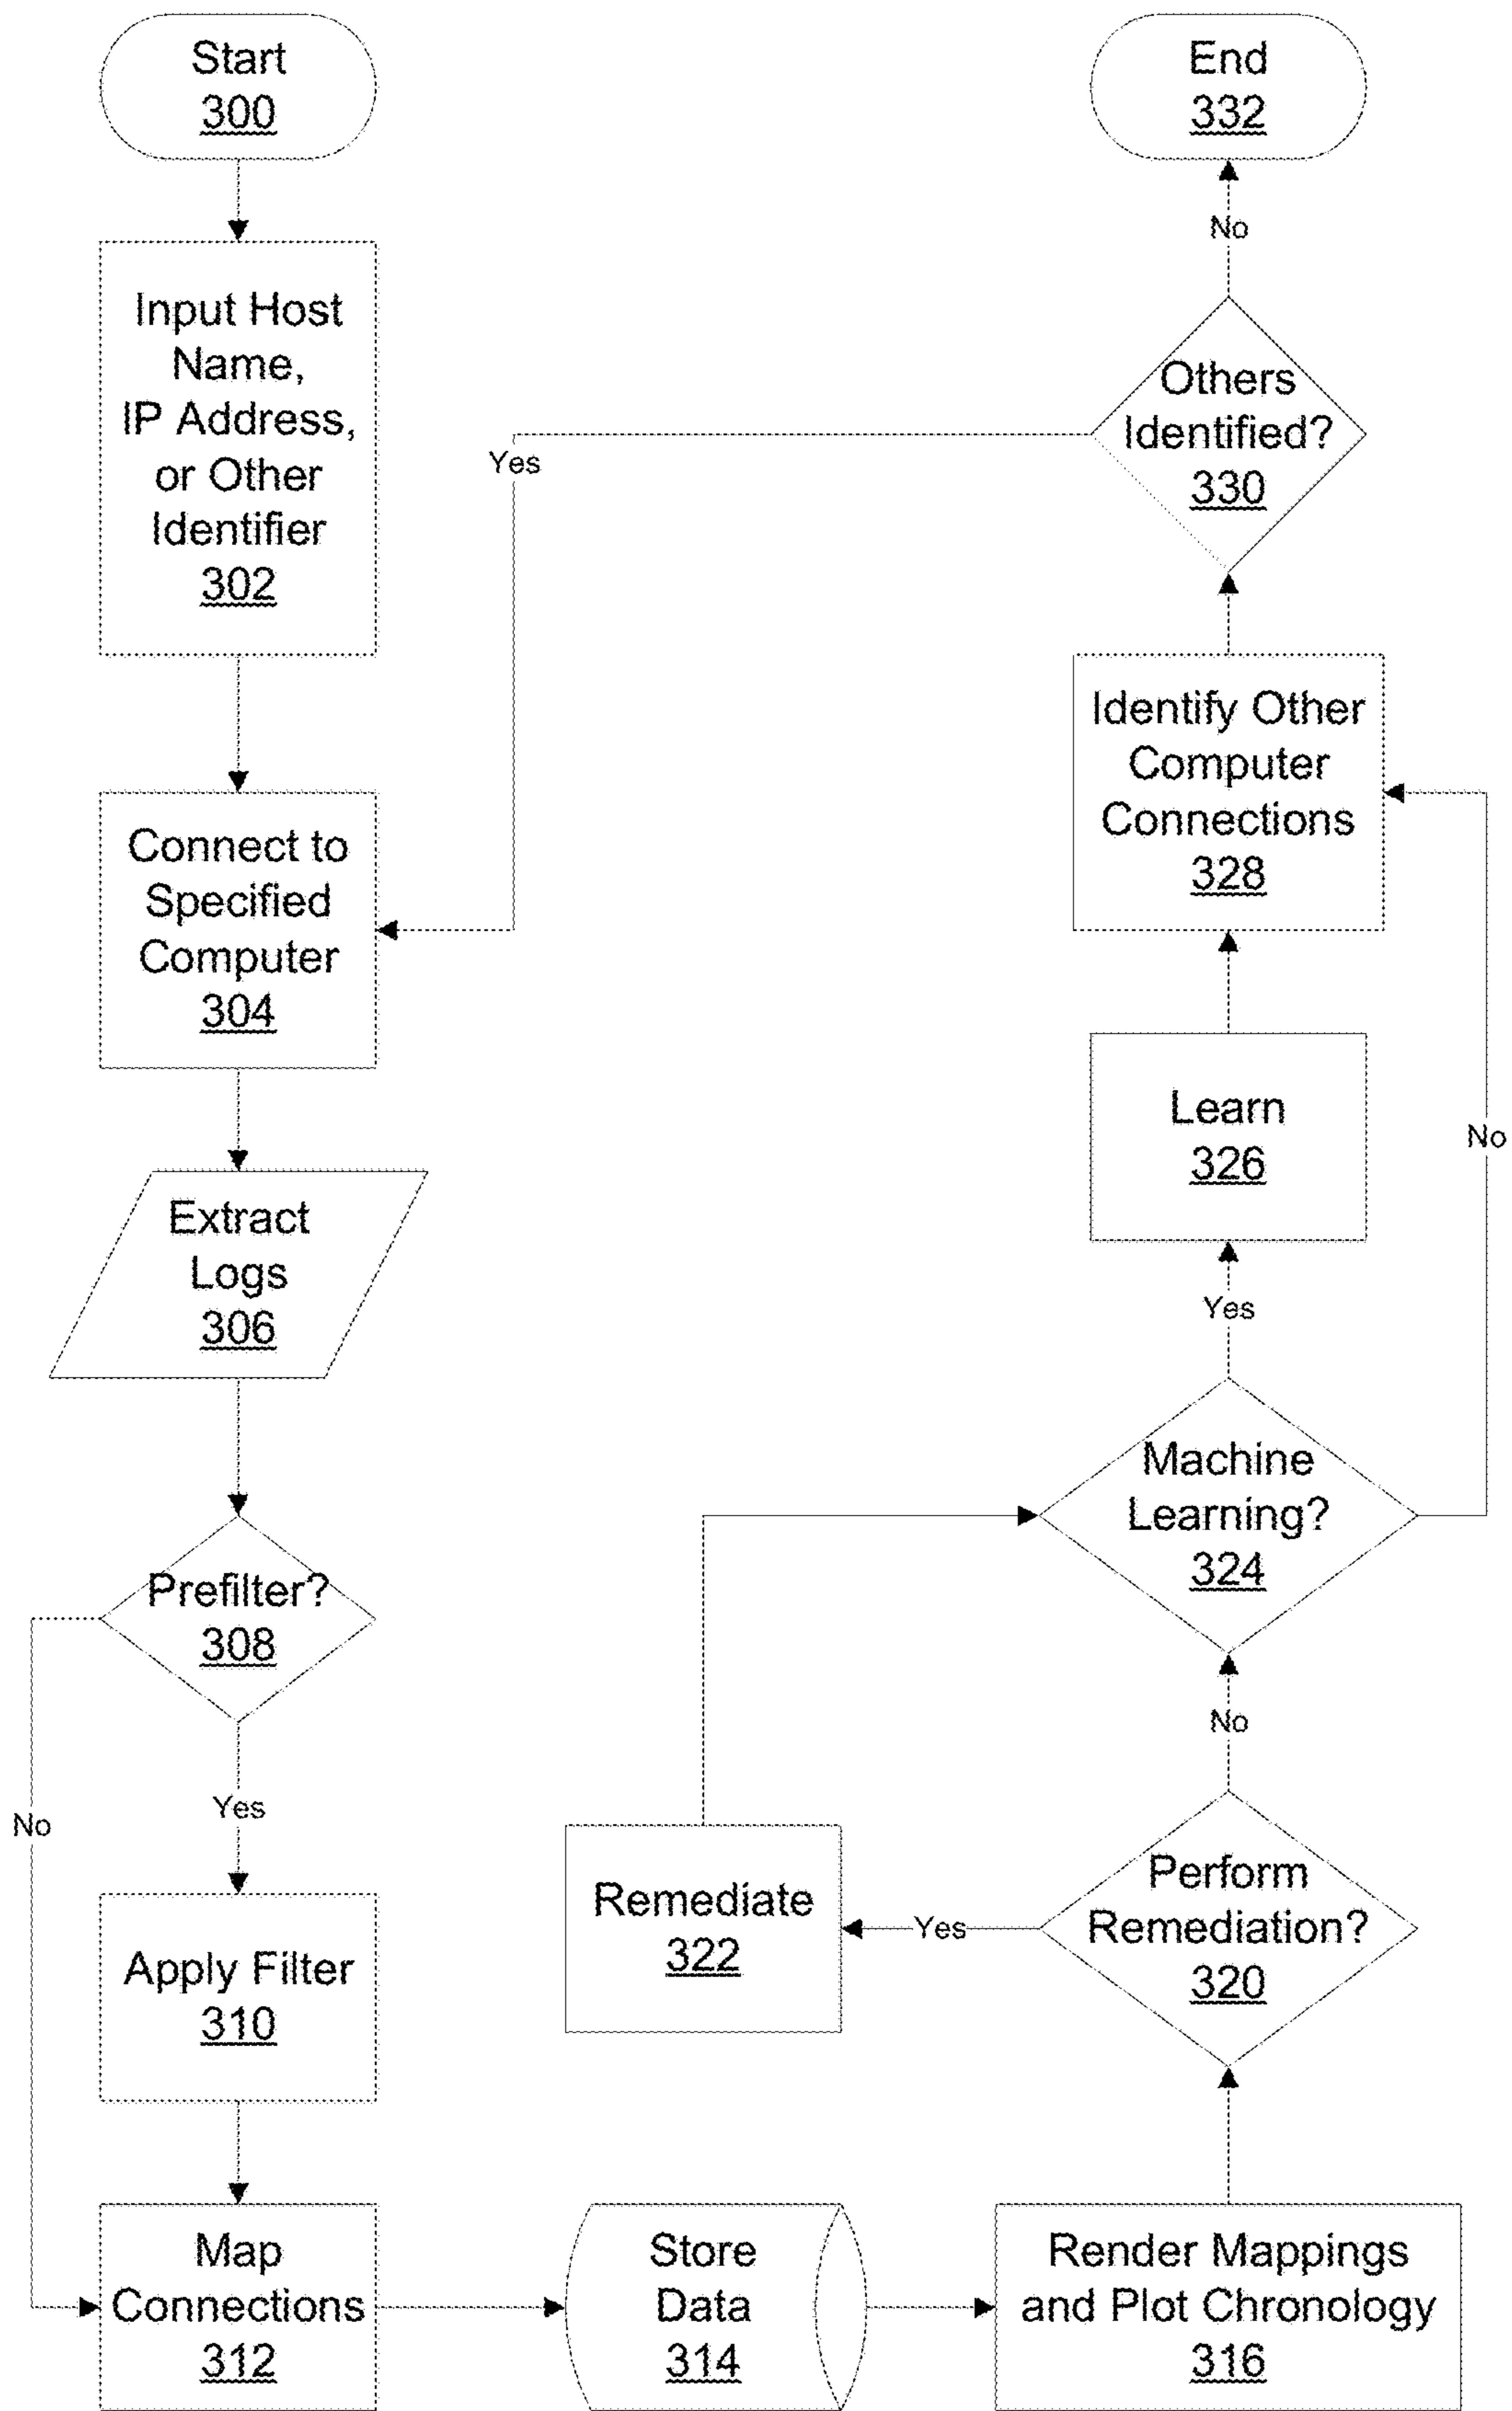 Start
300
Input Host
Name,
IP Address,
or Other
Identifier
302
Connect to
Specified
Computer
304
Extract
Logs
306
Prefilter?
308
No
Yes
Apply Filter
310
Map
Connections
312
Store
Data
314
Render Mappings
and Plot Chronology
316
Perform
Remediation?
320
Yes
No
Remediate
322
Machine
Learning?
324
Yes
No
Learn
326
Identify Other
Computer
Connections
328
Others
Identified?
330
Yes
No
End
332